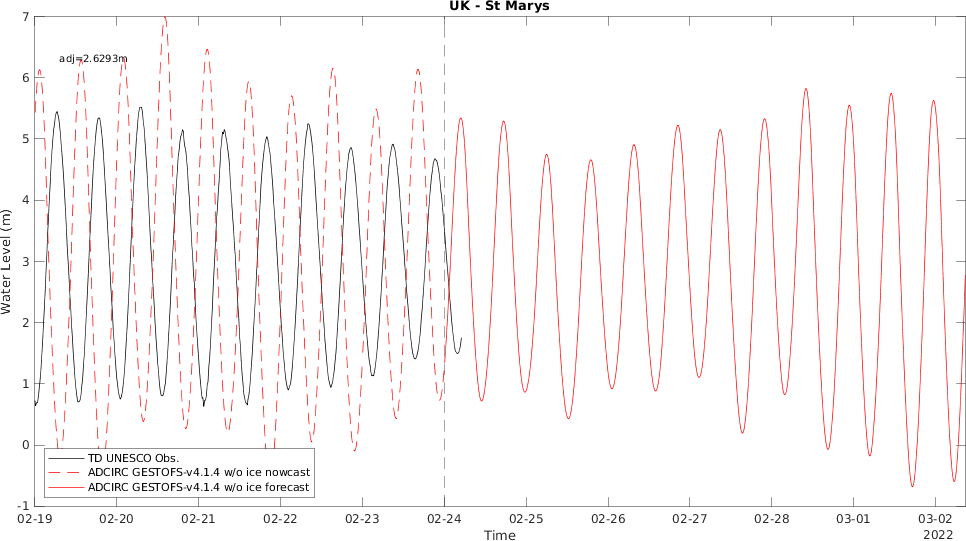 UK - St Marys
adj=2.6293m
Water Level (m)
7
6
5
4
3
2
1
0
-1
TD UNESCO Obs.
ADCIRC GESTOFS-v4.1.4 w/o ice nowcast
ADCIRC GESTOFS-v4.1.4 w/o ice forecast
02-19 02-20 02-21 02-22 02-23 02-24 02-25 02-26 02-27 02-28 03-01 03-02
Time
2022